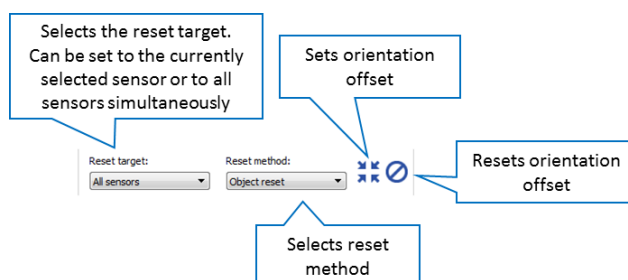 Selects the reset target.
Can be set to the currently
selected sensor or to all
sensors simultaneously
Sets orientation
offset
Reset target:
All sensors
Reset method:
Object reset
Resets orientation
offset
Selects reset
method